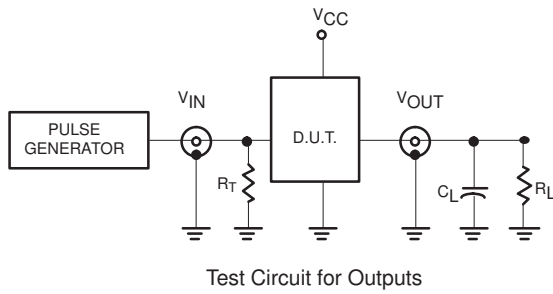 VCC
VIN
VOUT
PULSE
GENERATOR
D.U.T.
RT
CL
RL
Test Circuit for Outputs